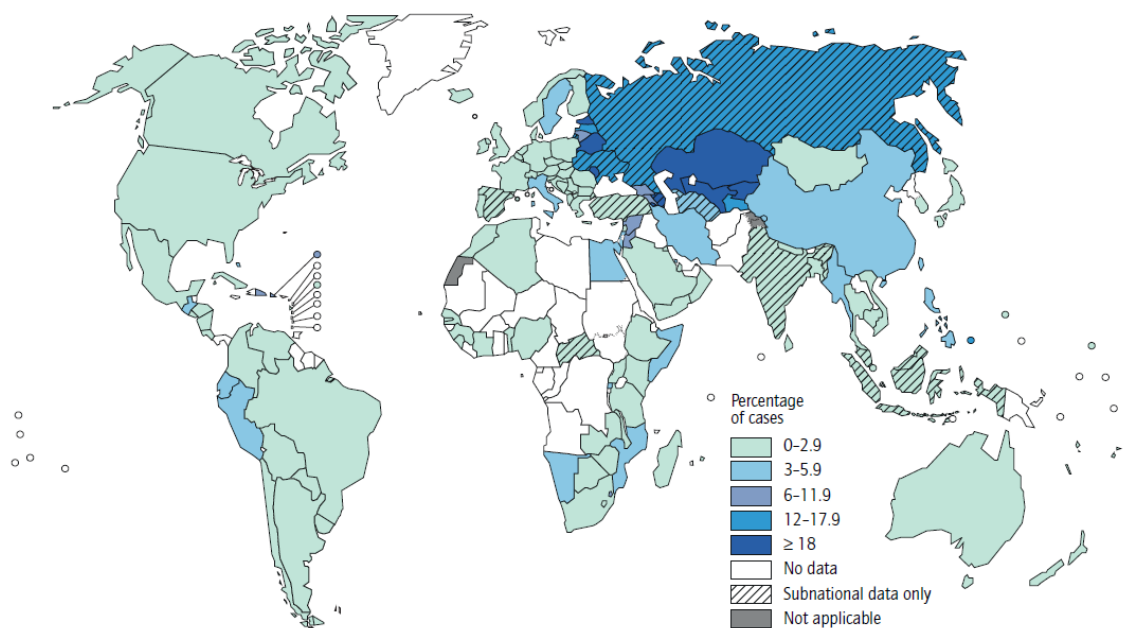 Percentage
of cases
0–2.9
3–5.9
6–11.9
12–17.9
≥ 18
No data
Subnational data only
Not applicable